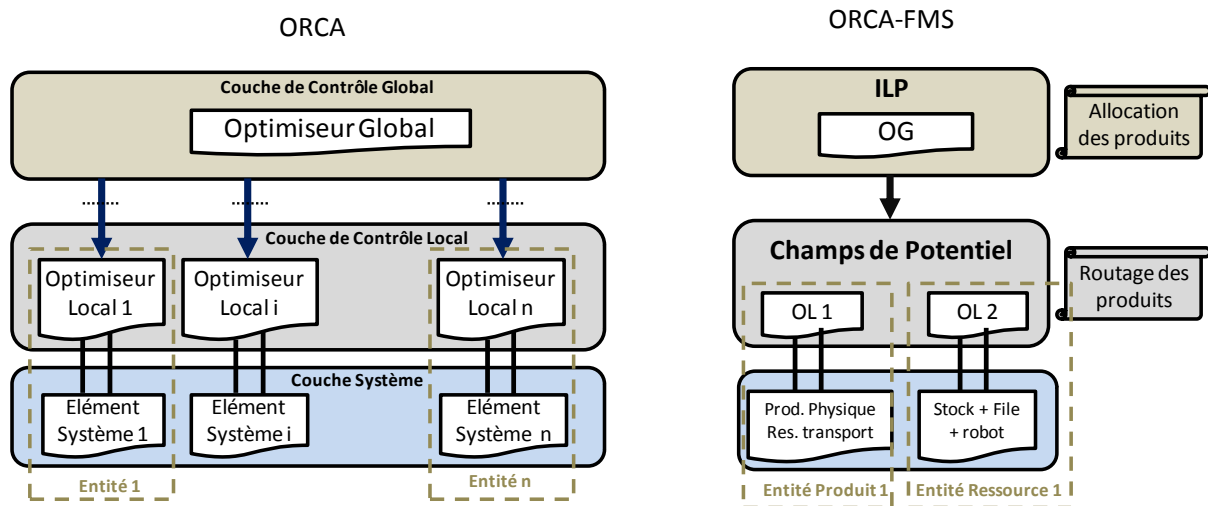 ORCA
Couche de Contrôle Global
Optimiseur Global
.........
.........
.........
Couche de Contrôle Local
Optimiseur
Local 1
Optimiseur
Local i
Optimiseur
Local n
Couche Système
Elément
Système 1
Elément
Système i
Elément
Système n
Entité 1
Entité n
ORCA-FMS
ILP
OG
Allocation
des produits
Champs de Potentiel
OL 1
OL 2
Routage des
produits
Prod. Physique
Res. transport
Stock + File
+ robot
Entité Produit 1
Entité Ressource 1